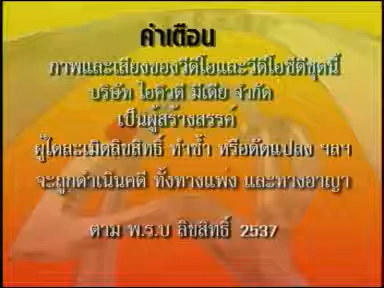 คำเตือน
ภาพและเสียงของวีดีโอและวีดีโอซีดีชุดนี้
บริษัท ไอคิวดี มีเดีย จำกัด
เป็นผู้สร้างสรรค์
ผู้ใดละเมิดลิขสิทธิ์ ทำซ้ำ หรือดัดแปลง ฯลฯ
จะถูกดำเนินคดี ทั้งทางแพ่ง และทางอาญา
ตาม พ.ร.บ ลิขสิทธิ์ 2537